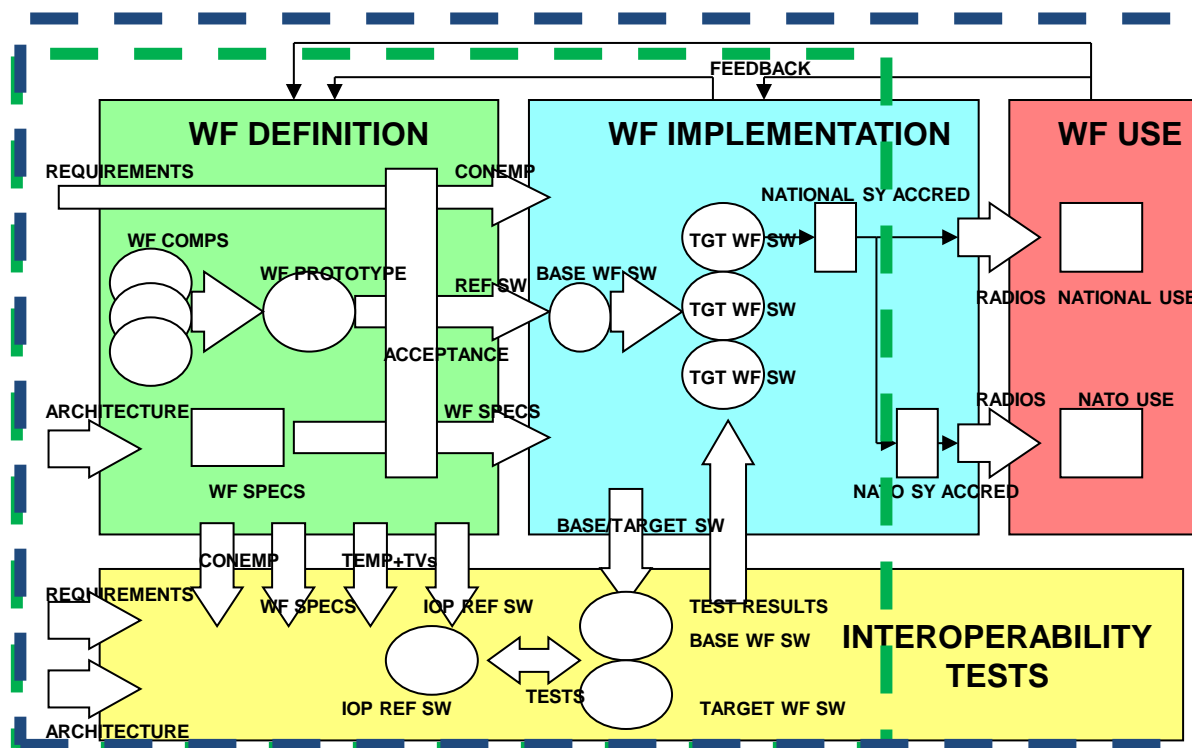 FEEDBACK
WF DEFINITION
WF IMPLEMENTATION
WF USE
REQUIREMENTS
CONEMP
NATIONAL SY ACCRED
WF COMPS
WF PROTOTYPE
REF SW
BASE WF SW
TGT WF SW
TGT WF SW
TGT WF SW
RADIOS
NATIONAL USE
ACCEPTANCE
ARCHITECTURE
WF SPECS
RADIOS
NATO USE
WF SPECS
NATO SY ACCRED
BASE/TARGET SW
CONEMP
TEMP+TVs
REQUIREMENTS
WF SPECS
IOP REF SW
TEST RESULTS
BASE WF SW
INTEROPERABILITY
TESTS
TESTS
IOP REF SW
TARGET WF SW
ARCHITECTURE